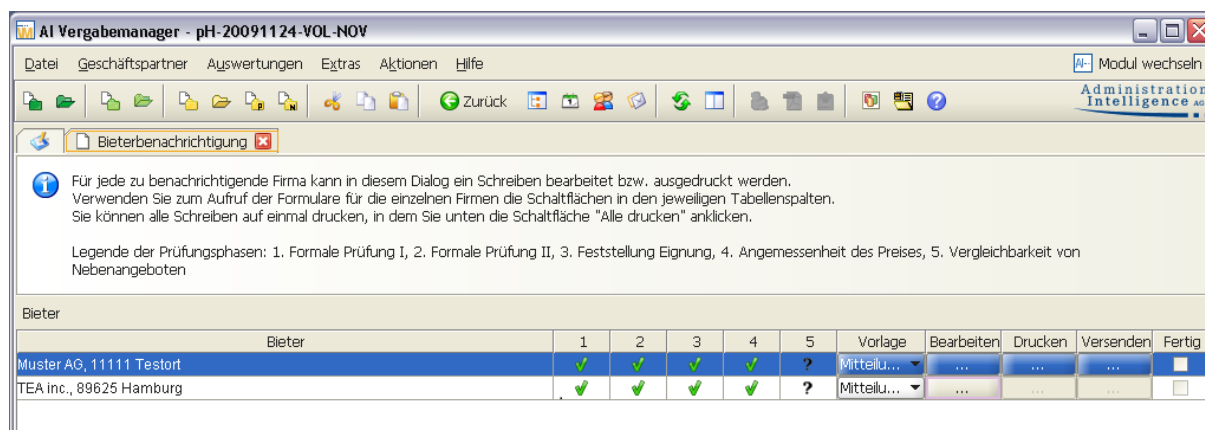 AI Vergabemanager - pH-20091124-VOL-NOV
Datei Geschäftspartner Auswertungen Extras Aktionen Hilfe Modul wechseln
Zurück
Administration
Intelligence AG
Bieterbenachrichtigung
Für jede zu benachrichtigende Firma kann in diesem Dialog ein Schreiben bearbeitet bzw. ausgedruckt werden.
Verwenden Sie zum Aufruf der Formulare für die einzelnen Firmen die Schaltflächen in den jeweiligen Tabellenspalten.
Sie können alle Schreiben auf einmal drucken, in dem Sie unten die Schaltfläche "Alle drucken" anklicken.
Legende der Prüfungsphasen: 1. Formale Prüfung I, 2. Formale Prüfung II, 3. Feststellung Eignung, 4. Angemessenheit des Preises, 5. Vergleichbarkeit von
Nebenangeboten
Bieter
Bieter 1 2 3 4 5 Vorlage Bearbeiten Drucken Versenden Fertig
Muster AG, 11111 Testort ? Mitteilu... ... ... ...
TEA inc., 89625 Hamburg ? Mitteilu... ... ... ...